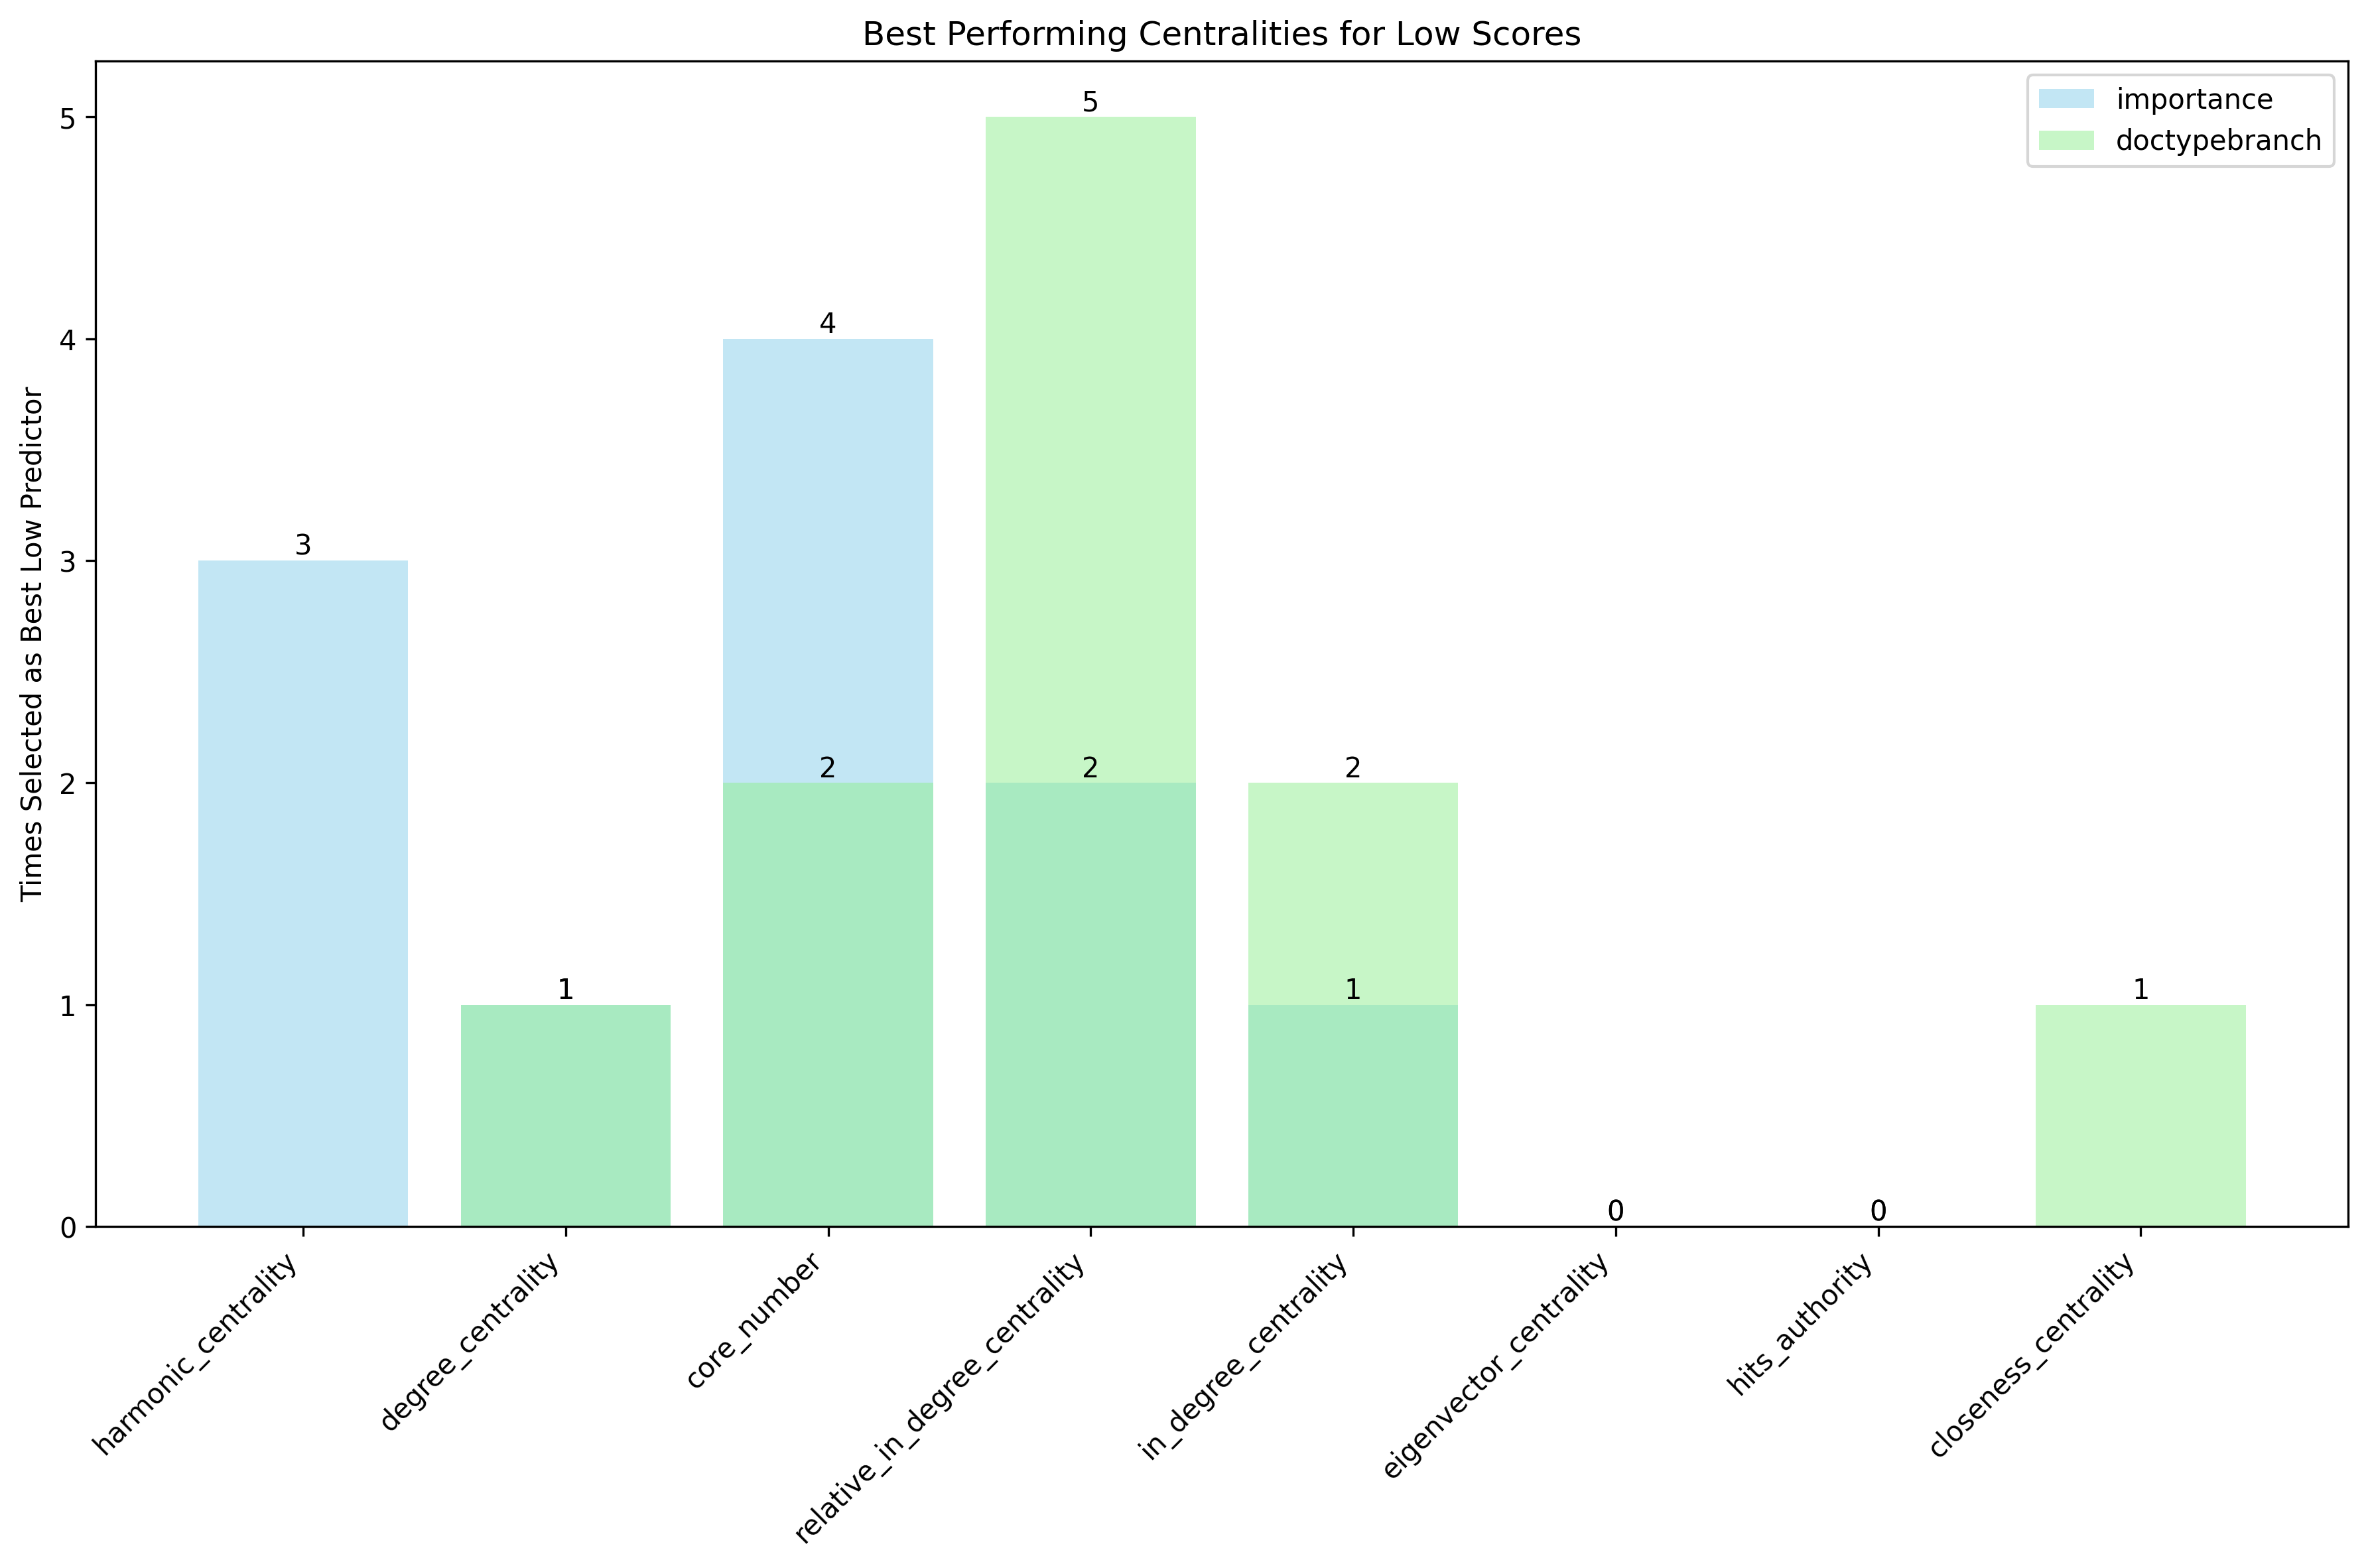 Best Performing Centralities for Low Scores
importance
doctypebranch
Times Selected as Best Low Predictor
5
4
3
2
1
0
3
1
4
2
5
2
2
1
0
0
1
harmonic_centrality
degree_centrality
core_number
relative_in_degree_centrality
in_degree_centrality
eigenvector_centrality
hits_authority
closeness_centrality